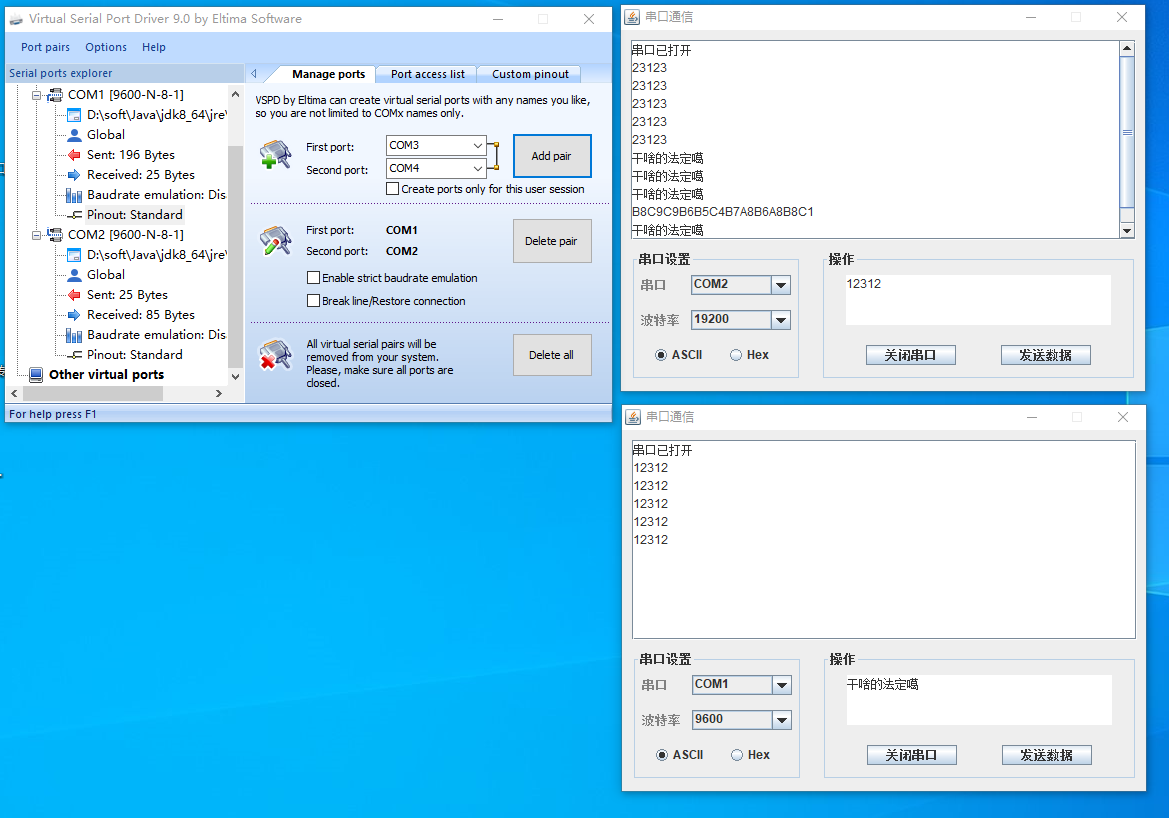 Virtual Serial Port Driver 9.0 by Eltima Software
Port pairs Options Help
Serial ports explorer
COM1 [9600-N-8-1]
D:\soft\Java\jdk8_64\jre\
Global
Sent: 196 Bytes
Received: 25 Bytes
Baudrate emulation: Dis
Pinout: Standard
COM2 [9600-N-8-1]
D:\soft\Java\jdk8_64\jre\
Global
Sent: 25 Bytes
Received: 85 Bytes
Baudrate emulation: Dis
Pinout: Standard
Other virtual ports
Manage ports Port access list Custom pinout
VSPD by Eltima can create virtual serial ports with any names you like,
so you are not limited to COMx names only.
First port: COM3
Second port: COM4
Add pair
Create ports only for this user session
First port: COM1
Second port: COM2
Delete pair
Enable strict baudrate emulation
Break line/Restore connection
All virtual serial pairs will be
removed from your system.
Please, make sure all ports are
closed.
Delete all
For help press F1
串口通信
串口已打开
23123
23123
23123
23123
23123
干啥的法定噶
干啥的法定噶
干啥的法定噶
B8C9C9B6B5C4B7A8B6A8B8C1
干啥的法定噶
串口设置
串口 COM2
波特率 19200
ASCII Hex
操作
12312
关闭串口 发送数据
串口通信
串口已打开
12312
12312
12312
12312
12312
串口设置
串口 COM1
波特率 9600
ASCII Hex
操作
干啥的法定噶
关闭串口 发送数据